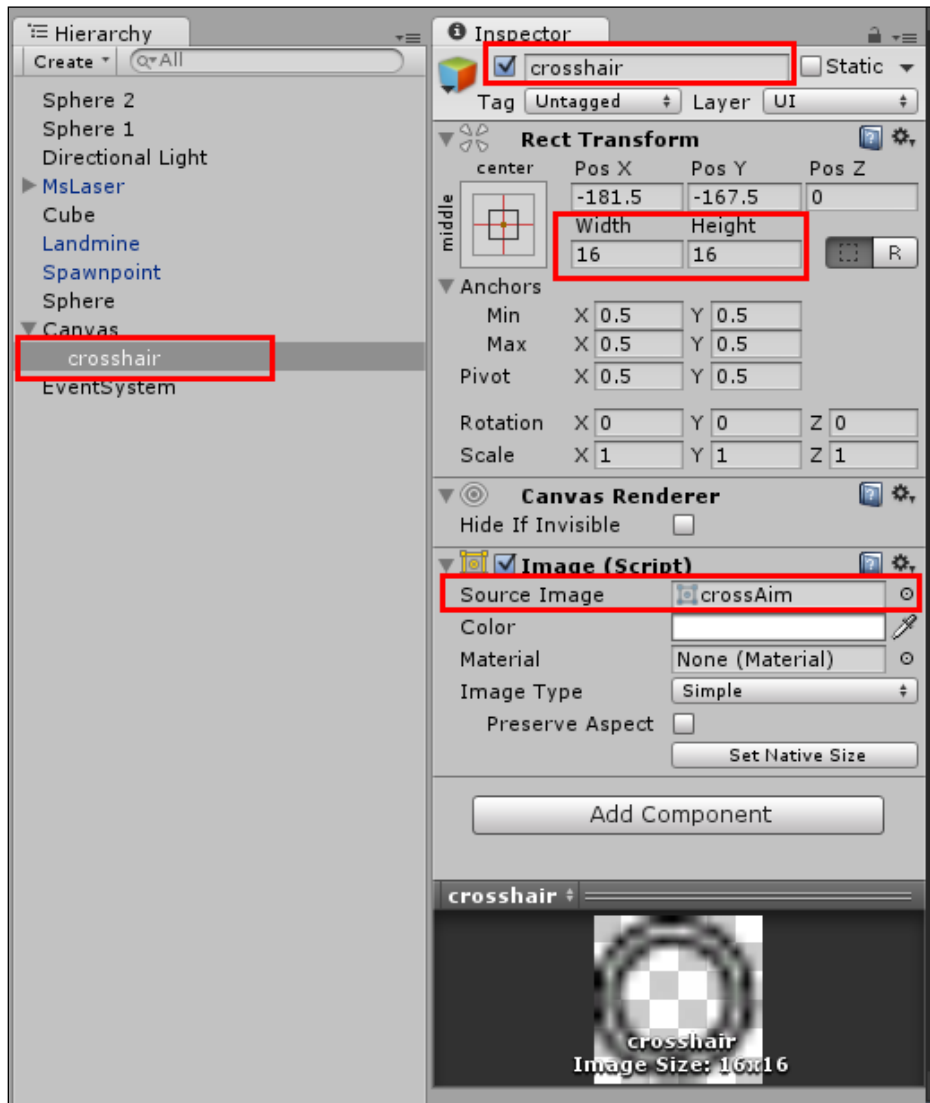 Hierarchy
Create All
Sphere 2
Sphere 1
Directional Light
MsLaser
Cube
Landmine
Spawnpoint
Sphere
Canvas
crosshair
EventSystem
Inspector
crosshair Static
Tag Untagged Layer UI
Rect Transform
center Pos X Pos Y Pos Z
middle -181.5 -167.5 0
Width Height
16 16 R
Anchors
Min X 0.5 Y 0.5
Max X 0.5 Y 0.5
Pivot X 0.5 Y 0.5
Rotation X 0 Y 0 Z 0
Scale X 1 Y 1 Z 1
Canvas Renderer
Hide If Invisible
Image (Script)
Source Image crossAim
Color
Material None (Material)
Image Type Simple
Preserve Aspect
Set Native Size
Add Component
crosshair
crosshair
Image Size: 16x16